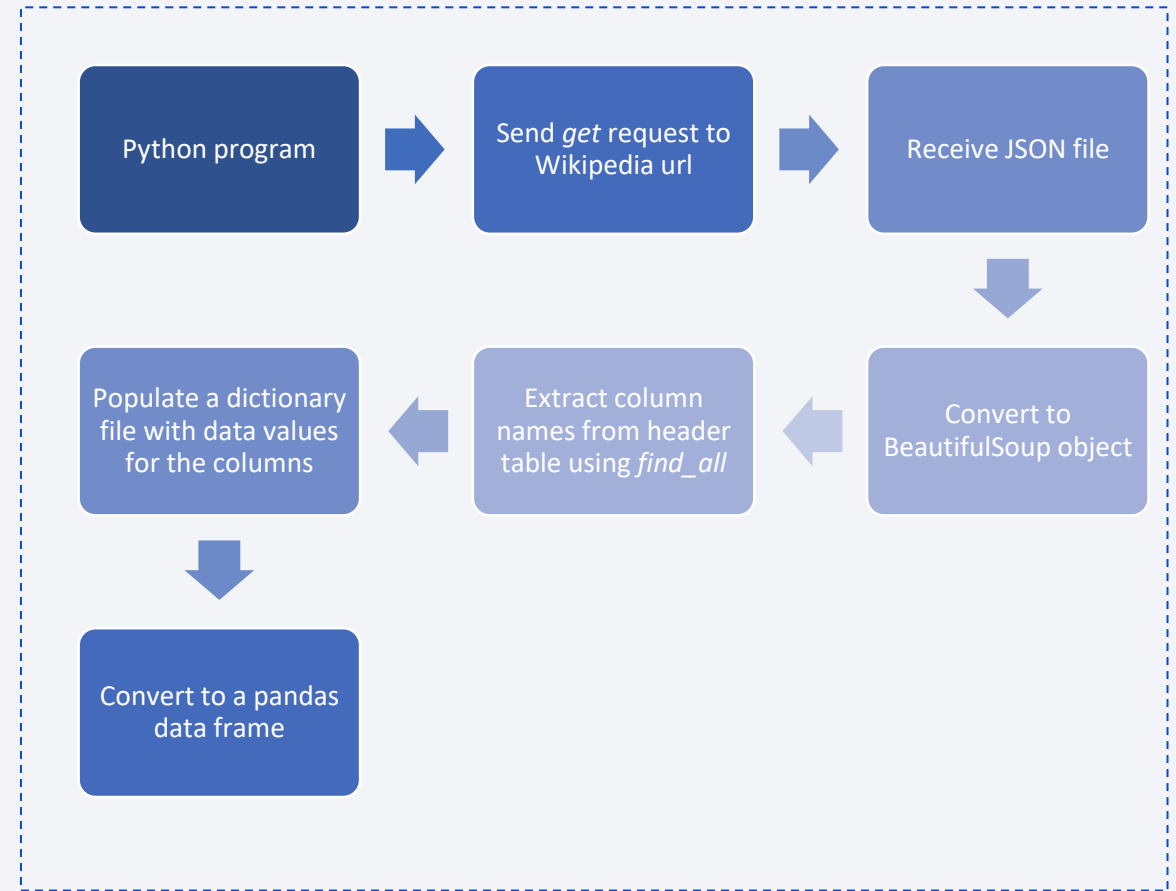 Python program
Send get request to
Wikipedia url
Receive JSON file
Convert to
BeautifulSoup object
Extract column
names from header
table using find_all
Populate a dictionary
file with data values
for the columns
Convert to a pandas
data frame